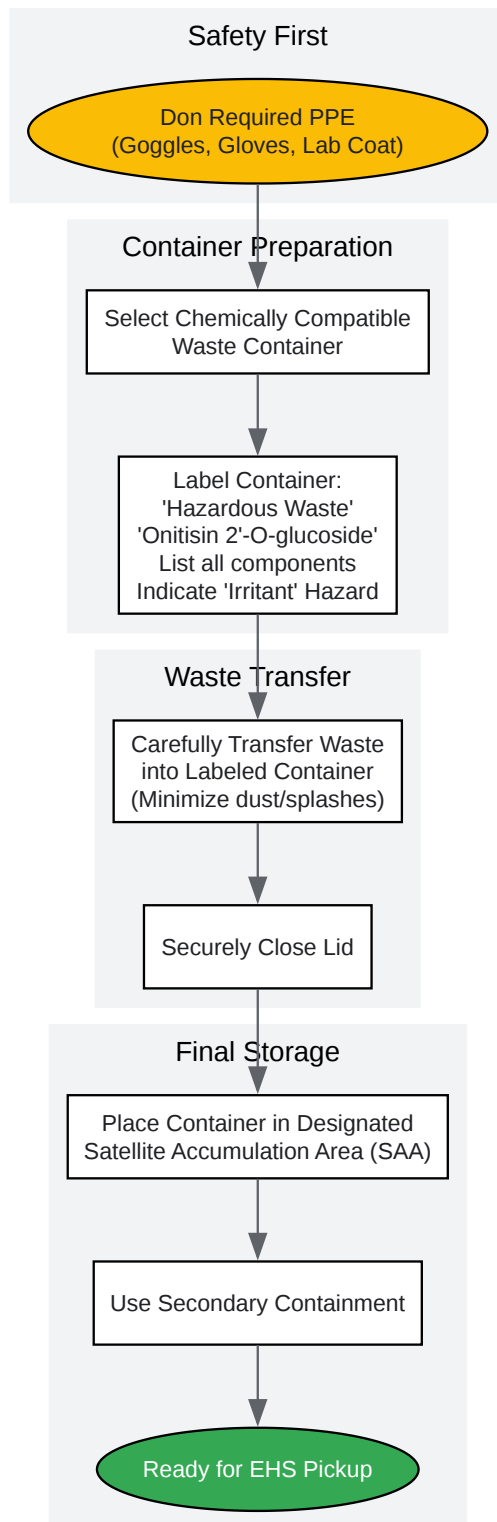 Safety First
Don Required PPE
(Goggles, Gloves, Lab Coat)
Container Preparation
Select Chemically Compatible
Waste Container
Label Container:
'Hazardous Waste'
'Onitisin 2'-O-glucoside'
List all components
Indicate 'Irritant' Hazard
Waste Transfer
Carefully Transfer Waste
into Labeled Container
(Minimize dust/splashes)
Securely Close Lid
Final Storage
Place Container in Designated
Satellite Accumulation Area (SAA)
Use Secondary Containment
Ready for EHS Pickup